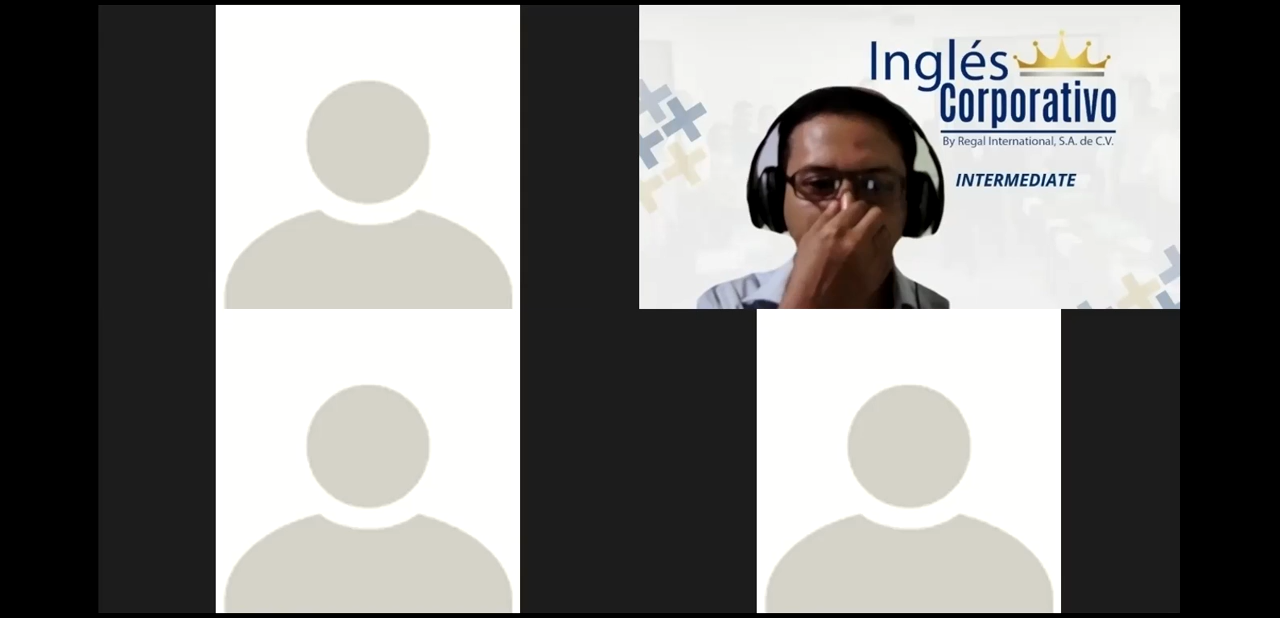 Inglés
Corporativo
By Regal International, S.A. de C.V.
INTERMEDIATE